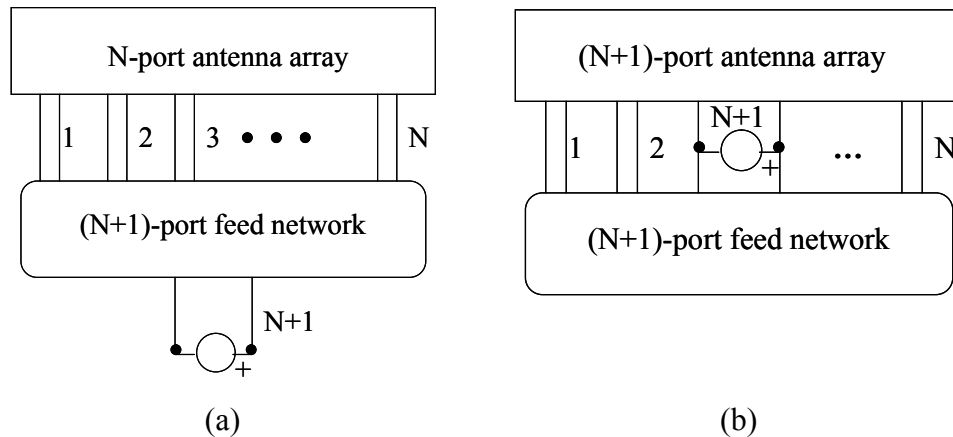 N-port antenna array
1 2 3 • • • N
(N+1)-port feed network
N+1
+
(a)
(N+1)-port antenna array
N+1
1 2 + ... N
(N+1)-port feed network
(b)